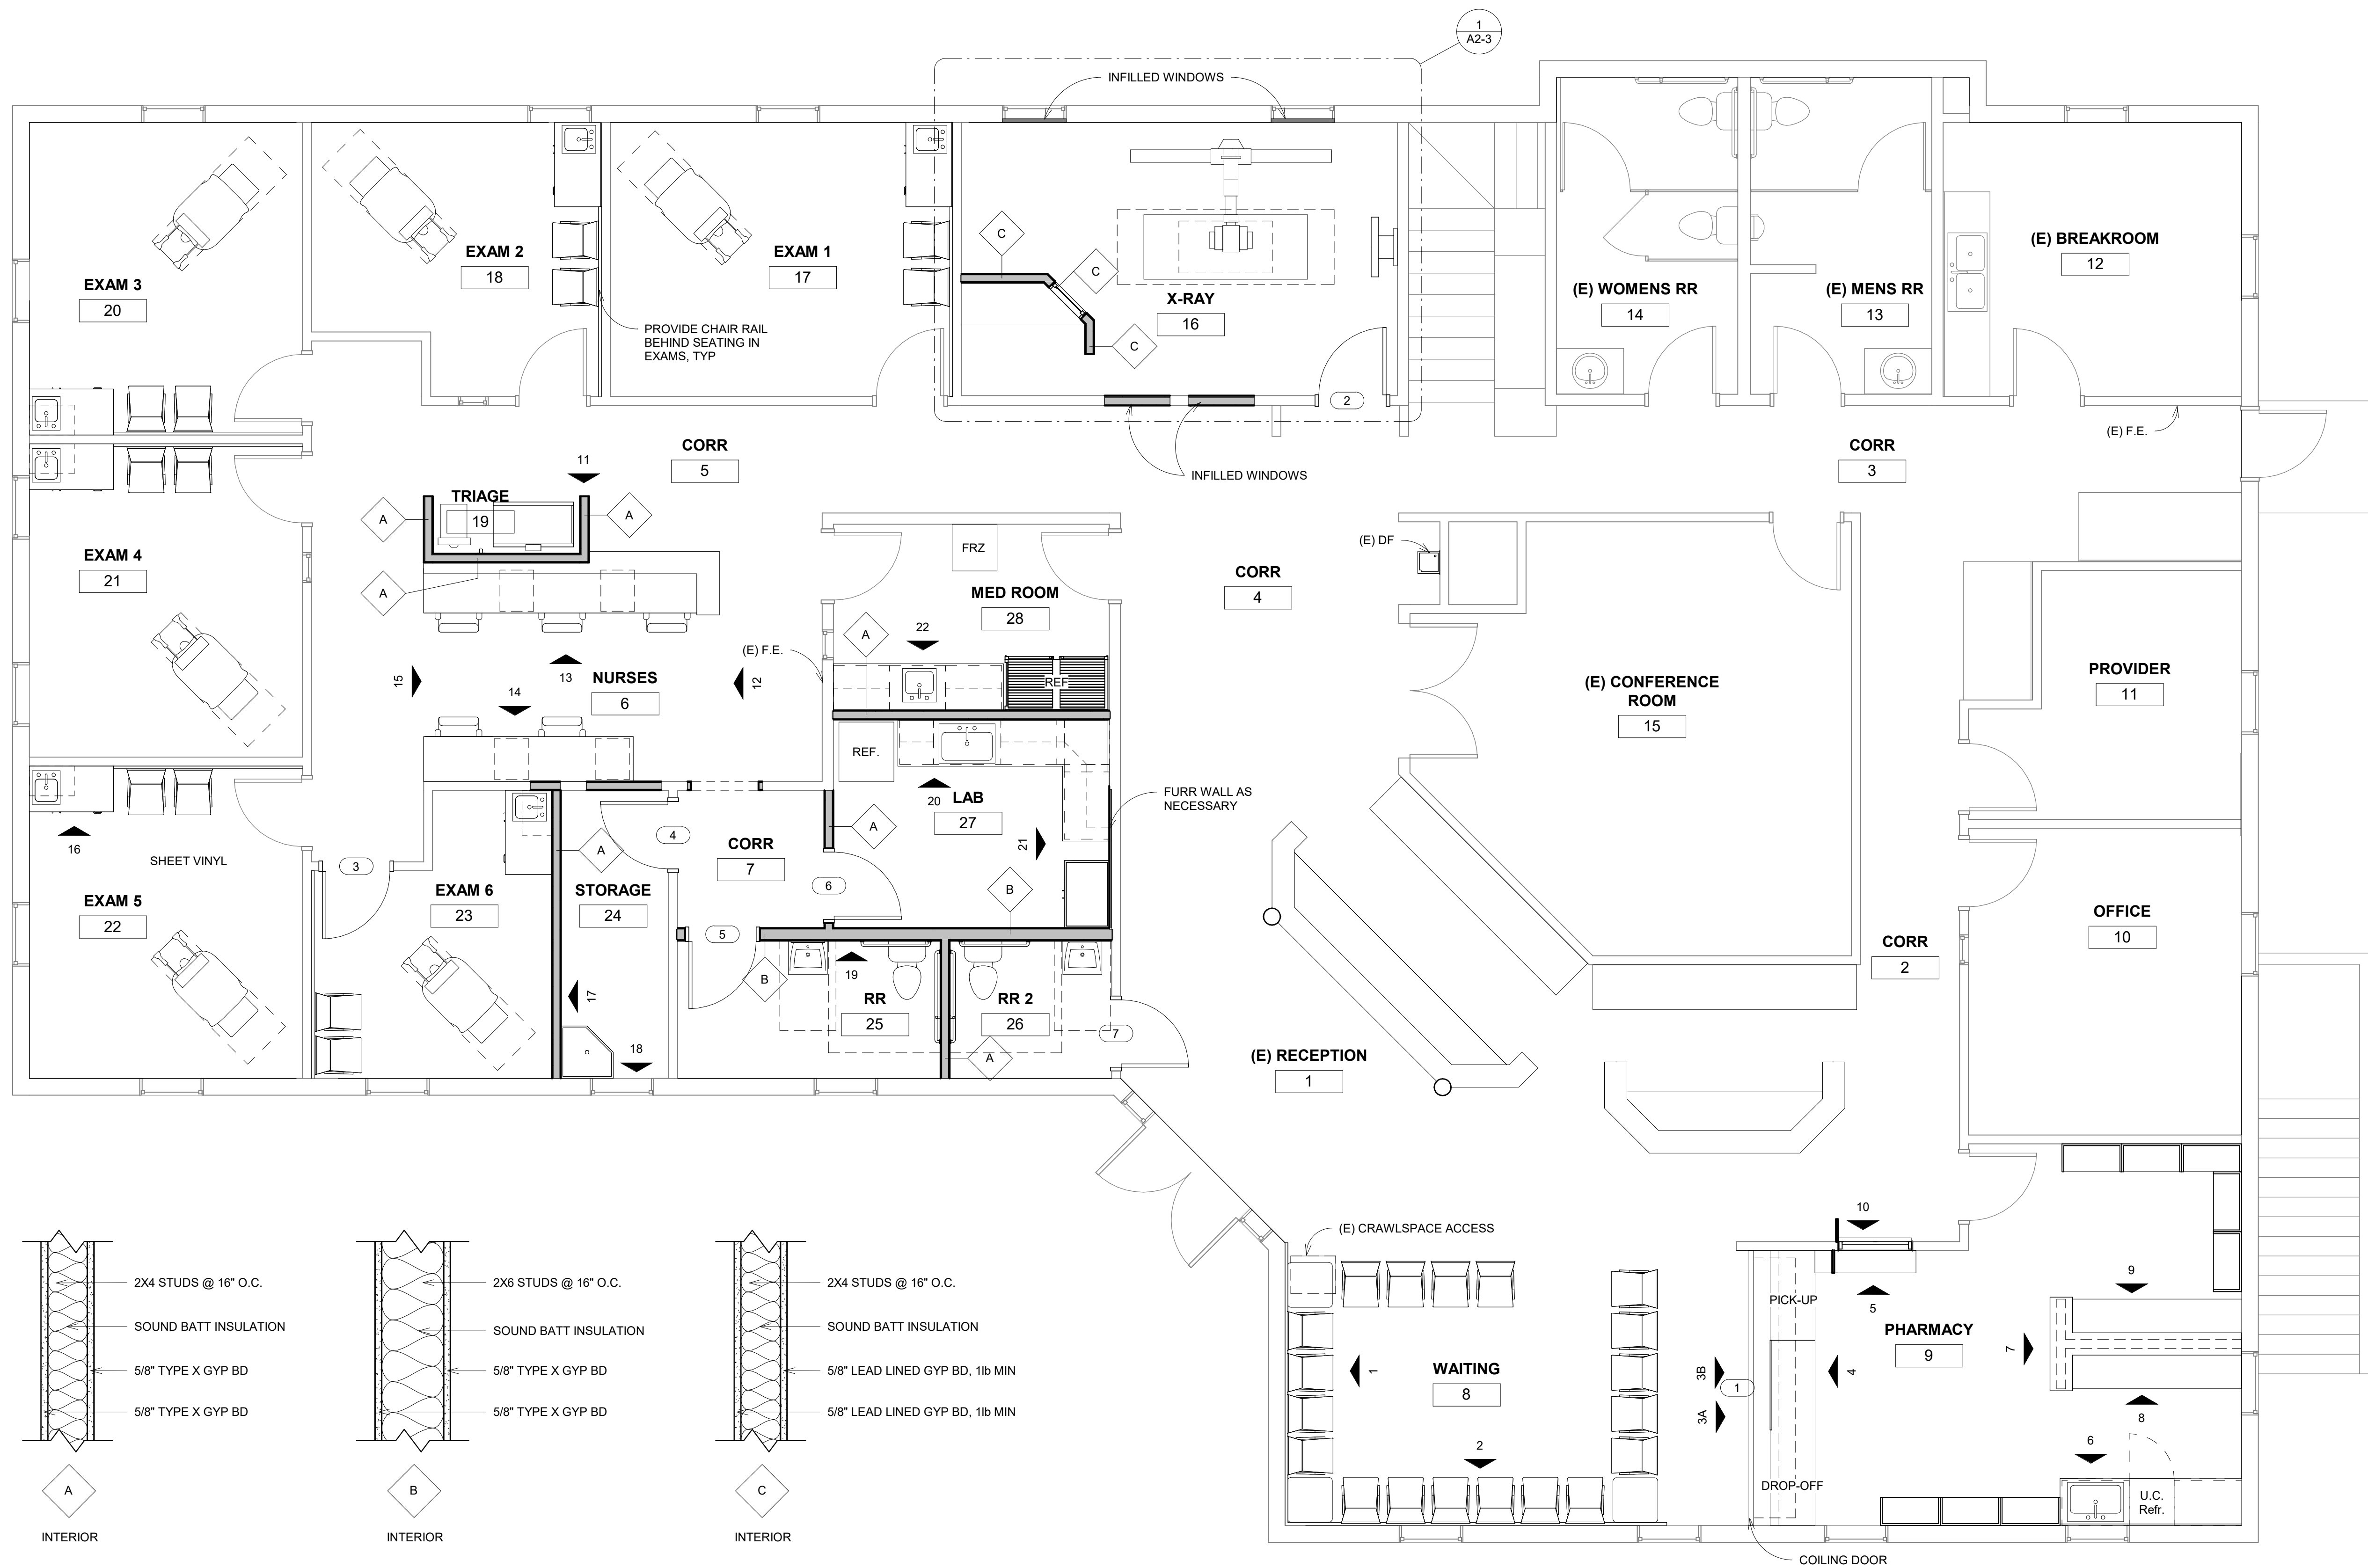 1
A2-3
INFILLED WINDOWS
EXAM 3
20
EXAM 2
18
EXAM 1
17
C
C
C
X-RAY
16
2
(E) WOMENS RR
14
(E) MENS RR
13
(E) BREAKROOM
12
PROVIDE CHAIR RAIL
BEHIND SEATING IN
EXAMS, TYP
(E) F.E.
CORR
5
INFILLED WINDOWS
CORR
3
11
TRIAGE
19
A
A
A
EXAM 4
21
FRZ
MED ROOM
28
(E) DF
CORR
4
A
22
(E) F.E.
REF
15
13
14
NURSES
6
12
(E) CONFERENCE
ROOM
15
PROVIDER
11
REF.
20
LAB
27
21
FURR WALL AS
NECESSARY
16
SHEET VINYL
EXAM 5
22
3
EXAM 6
23
A
STORAGE
24
4
CORR
7
A
6
B
5
B
19
RR
25
RR 2
26
7
A
17
18
(E) RECEPTION
1
CORR
2
OFFICE
10
(E) CRAWLSPACE ACCESS
10
PICK-UP
5
PHARMACY
9
9
7
8
WAITING
8
1
2
3B
3A
1
4
DROP-OFF
6
U.C.
Refr.
COILING DOOR
2X4 STUDS @ 16" O.C.
SOUND BATT INSULATION
5/8" TYPE X GYP BD
5/8" TYPE X GYP BD
A
INTERIOR
2X6 STUDS @ 16" O.C.
SOUND BATT INSULATION
5/8" TYPE X GYP BD
5/8" TYPE X GYP BD
B
INTERIOR
2X4 STUDS @ 16" O.C.
SOUND BATT INSULATION
5/8" LEAD LINED GYP BD, 1lb MIN
5/8" LEAD LINED GYP BD, 1lb MIN
C
INTERIOR